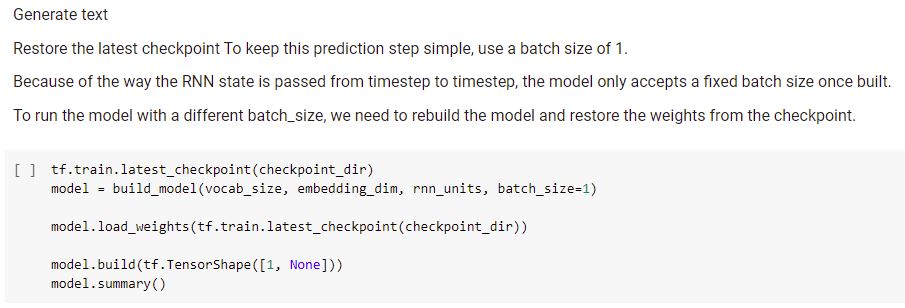 Generate text
Restore the latest checkpoint To keep this prediction step simple, use a batch size of 1.
Because of the way the RNN state is passed from timestep to timestep, the model only accepts a fixed batch size once built.
To run the model with a different batch_size, we need to rebuild the model and restore the weights from the checkpoint.
[ ] tf.train.latest_checkpoint(checkpoint_dir)
model = build_model(vocab_size, embedding_dim, rnn_units, batch_size=1)
model.load_weights(tf.train.latest_checkpoint(checkpoint_dir))
model.build(tf.TensorShape([1, None]))
model.summary()